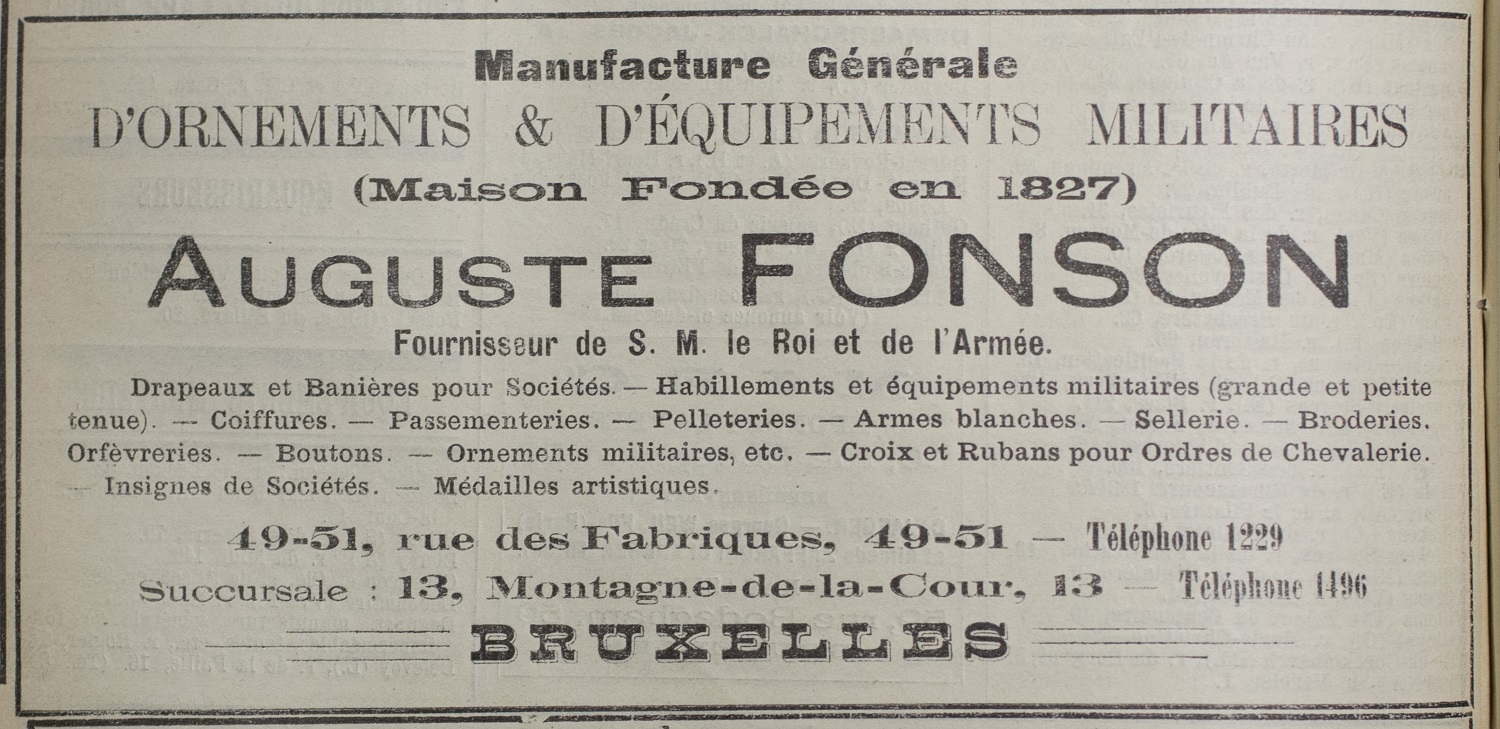 Manufacture Générale
D'ORNEMENTS & D'ÉQUIPEMENTS MILITAIRES
(Maison Fondée en 1827)
AUGUSTE FONSON
Fournisseur de S. M. le Roi et de l'Armée.
Drapeaux et Banières pour Sociétés. — Habillements et équipements militaires (grande et petite
tenue). — Coiffures. — Passementeries. — Pelleteries. — Armes blanches. — Sellerie. — Broderies.
Orfèvreries. — Boutons. — Ornements militaires, etc. — Croix et Rubans pour Ordres de Chevalerie.
— Insignes de Sociétés. — Médailles artistiques.
49-51, rue des Fabriques, 49-51 — Téléphone 1229
Succursale : 13, Montagne-de-la-Cour, 13 — Téléphone 1496
BRUXELLES